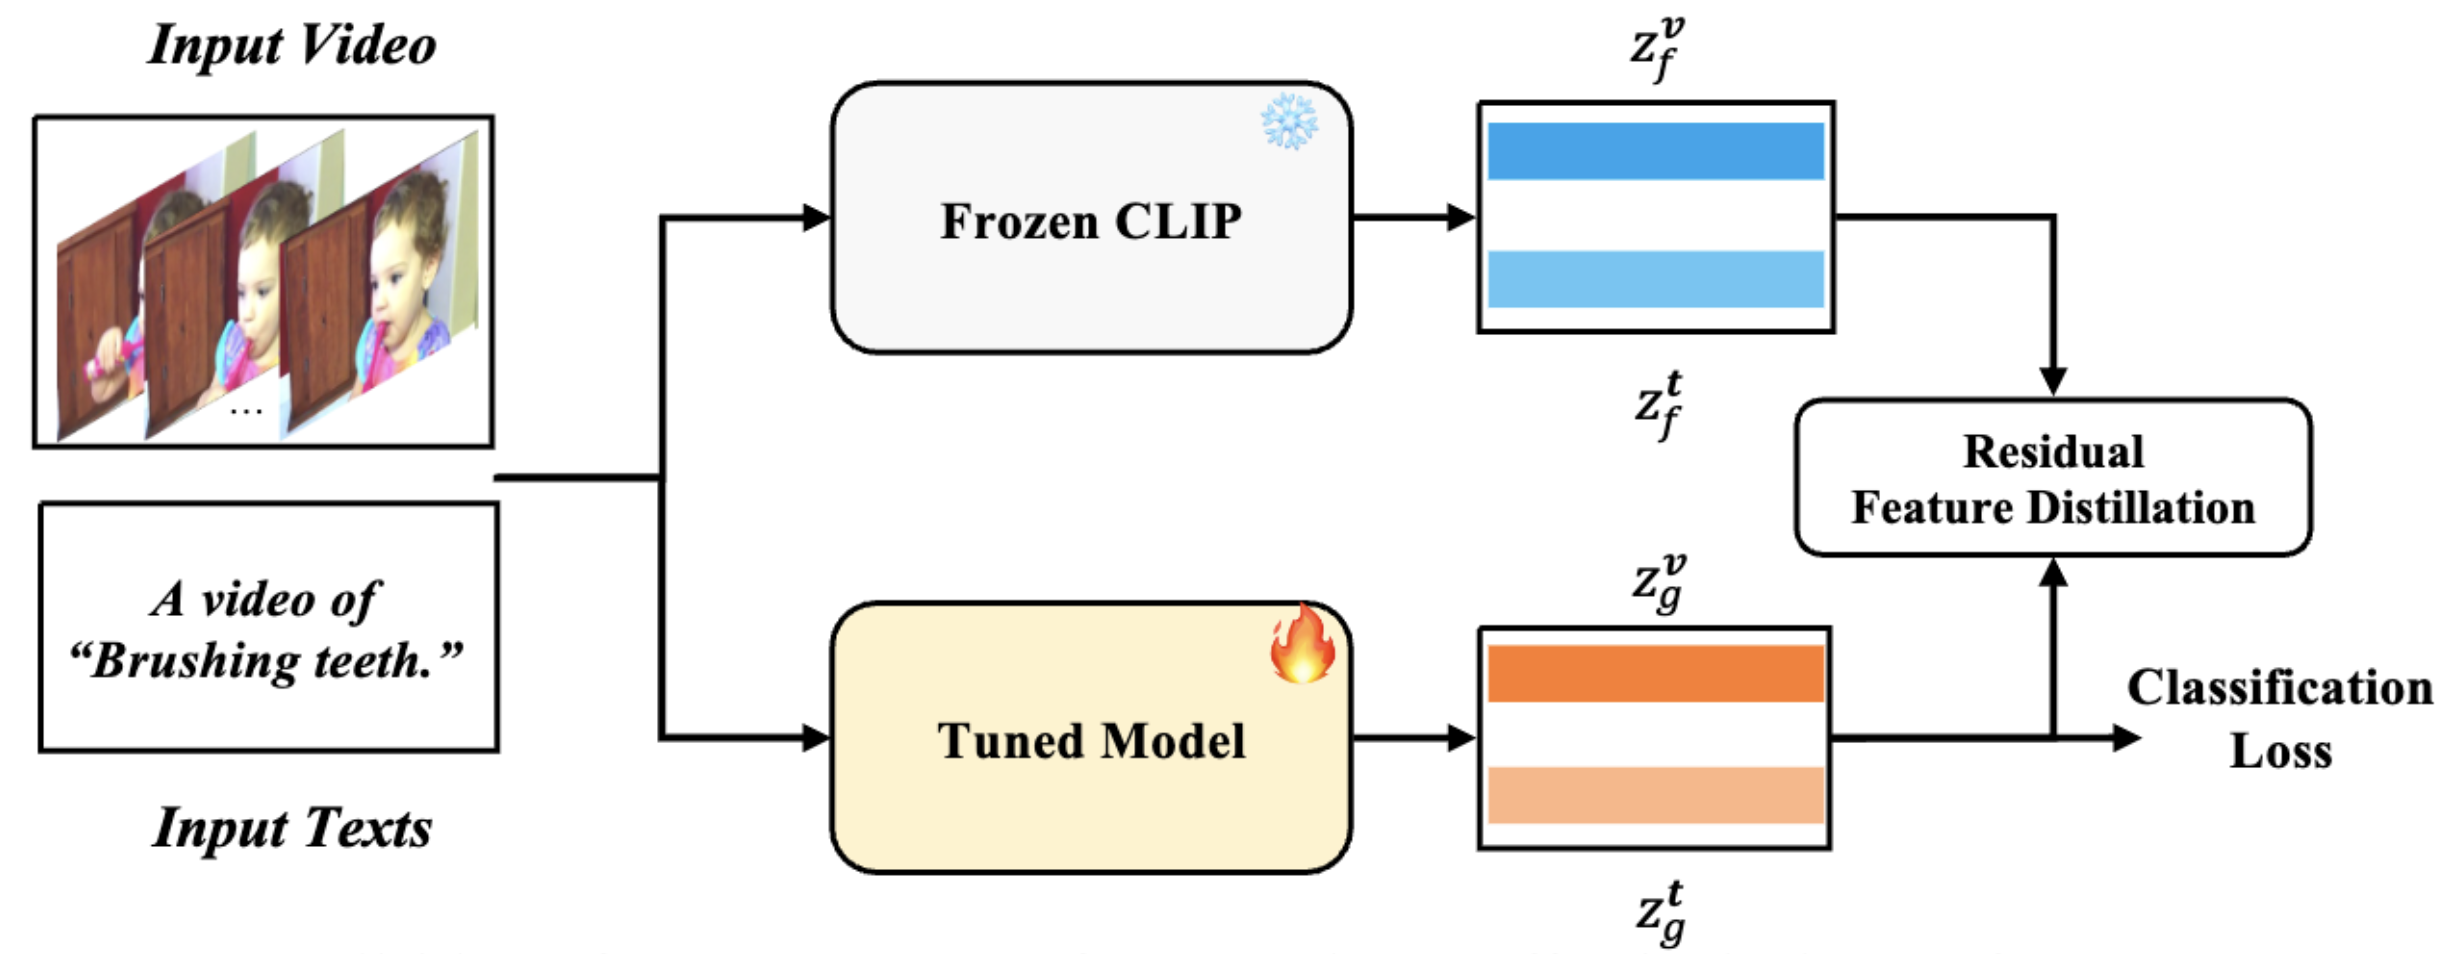 Input Video
...
A video of
“Brushing teeth.”
Input Texts
Frozen CLIP
Tuned Model
z_f^v
z_f^t
z_g^v
z_g^t
Residual
Feature Distillation
Classification
Loss